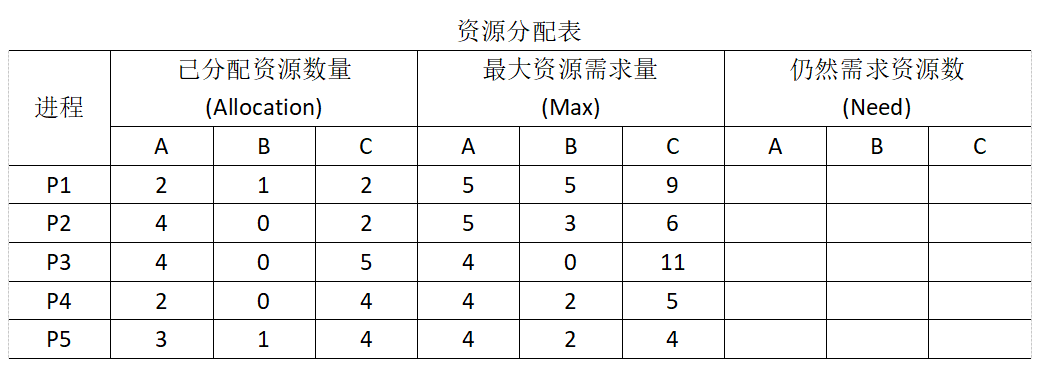 资源分配表
进程 已分配资源数量 (Allocation) 最大资源需求量 (Max) 仍然需求资源数 (Need)
A B C A B C A B C
P1 2 1 2 5 5 9
P2 4 0 2 5 3 6
P3 4 0 5 4 0 11
P4 2 0 4 4 2 5
P5 3 1 4 4 2 4